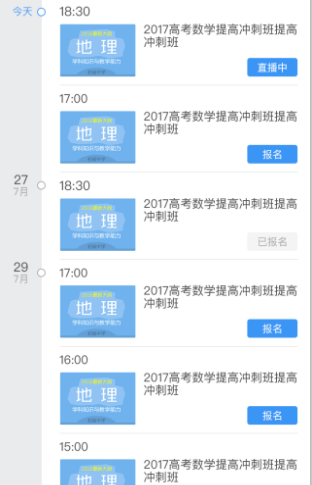 今天
18:30
地 理
学科知识与教学能力
2017高考数学提高冲刺班提高
冲刺班
直播中
17:00
地 理
学科知识与教学能力
2017高考数学提高冲刺班提高
冲刺班
报名
27
7月
18:30
地 理
学科知识与教学能力
2017高考数学提高冲刺班提高
冲刺班
已报名
29
7月
17:00
地 理
学科知识与教学能力
2017高考数学提高冲刺班提高
冲刺班
报名
16:00
地 理
学科知识与教学能力
2017高考数学提高冲刺班提高
冲刺班
报名
15:00
地 理
2017高考数学提高冲刺班提高
冲刺班